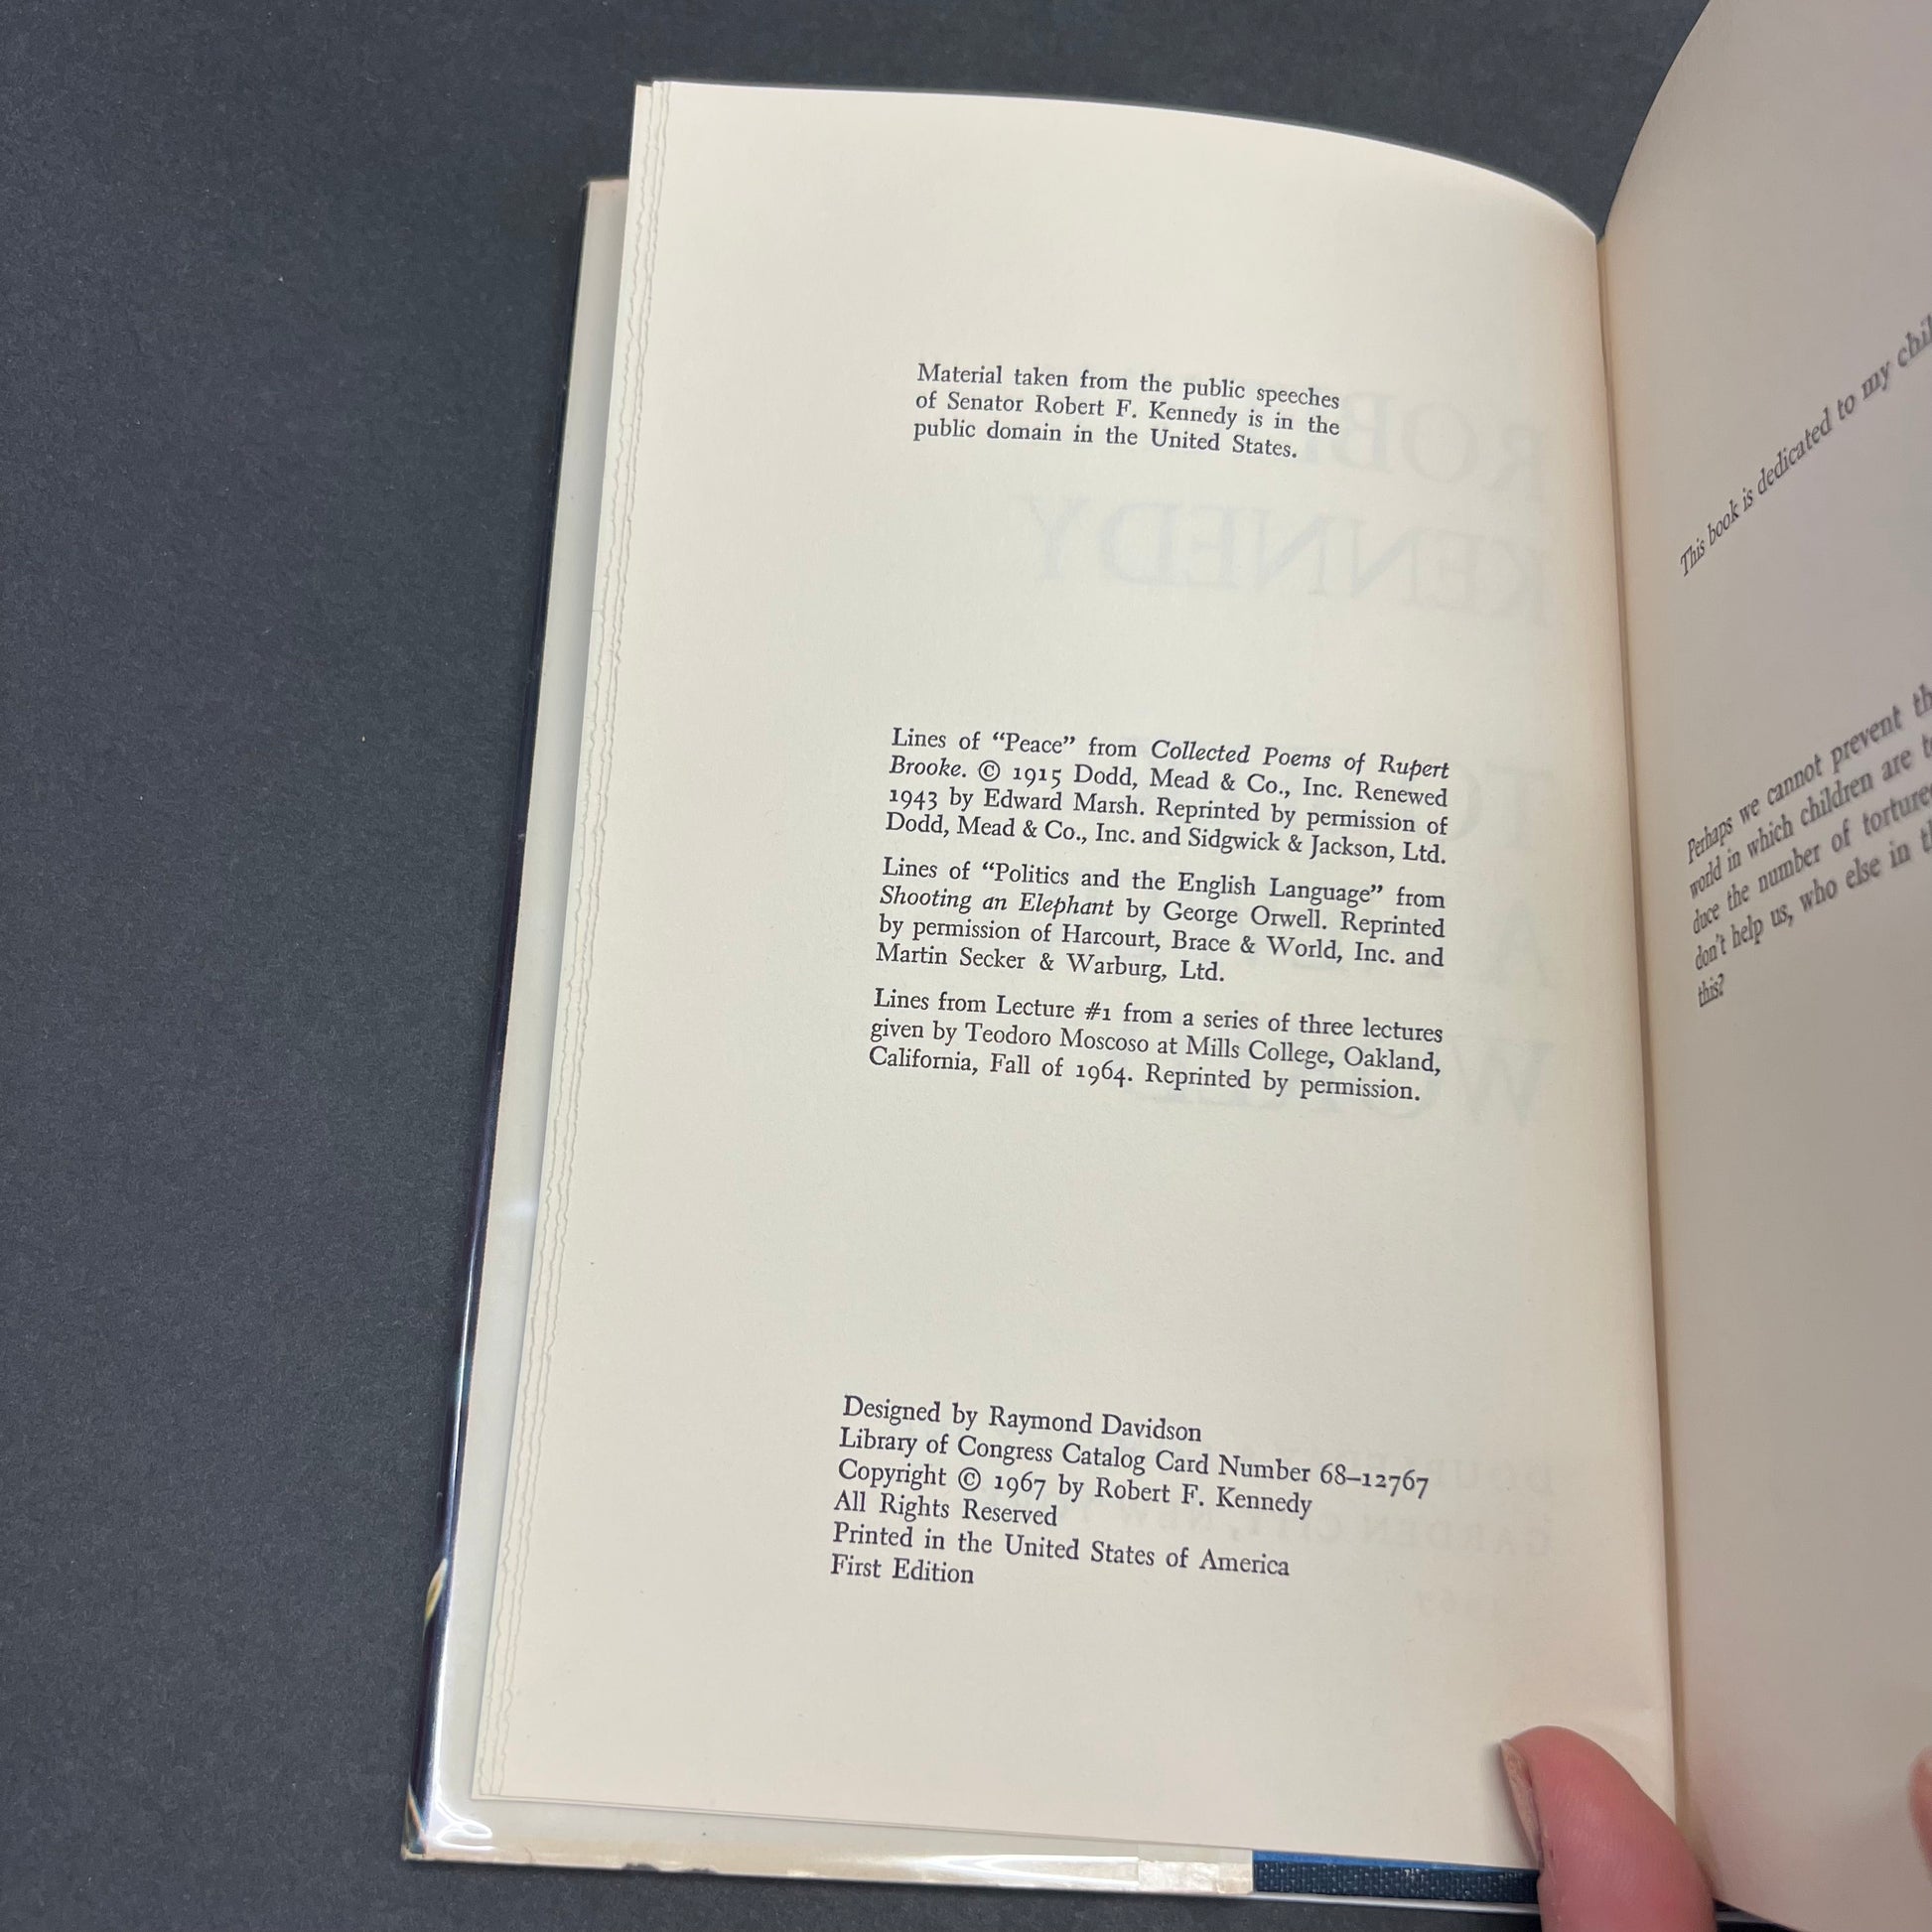 Material taken from the public speeches
of Senator Robert F. Kennedy is in the
public domain in the United States.
Lines of “Peace” from Collected Poems of Rupert
Brooke. © 1915 Dodd, Mead & Co., Inc. Renewed
1943 by Edward Marsh. Reprinted by permission of
Dodd, Mead & Co., Inc. and Sidgwick & Jackson, Ltd.
Lines of “Politics and the English Language” from
Shooting an Elephant by George Orwell. Reprinted
by permission of Harcourt, Brace & World, Inc. and
Martin Secker & Warburg, Ltd.
Lines from Lecture #1 from a series of three lectures
given by Teodoro Moscoso at Mills College, Oakland,
California, Fall of 1964. Reprinted by permission.
Designed by Raymond Davidson
Library of Congress Catalog Card Number 68–12767
Copyright © 1967 by Robert F. Kennedy
All Rights Reserved
Printed in the United States of America
First Edition
This book is dedicated to my
Perhaps we cannot prevent
world in which children are
duce the number of
don't help us, who else in
this?